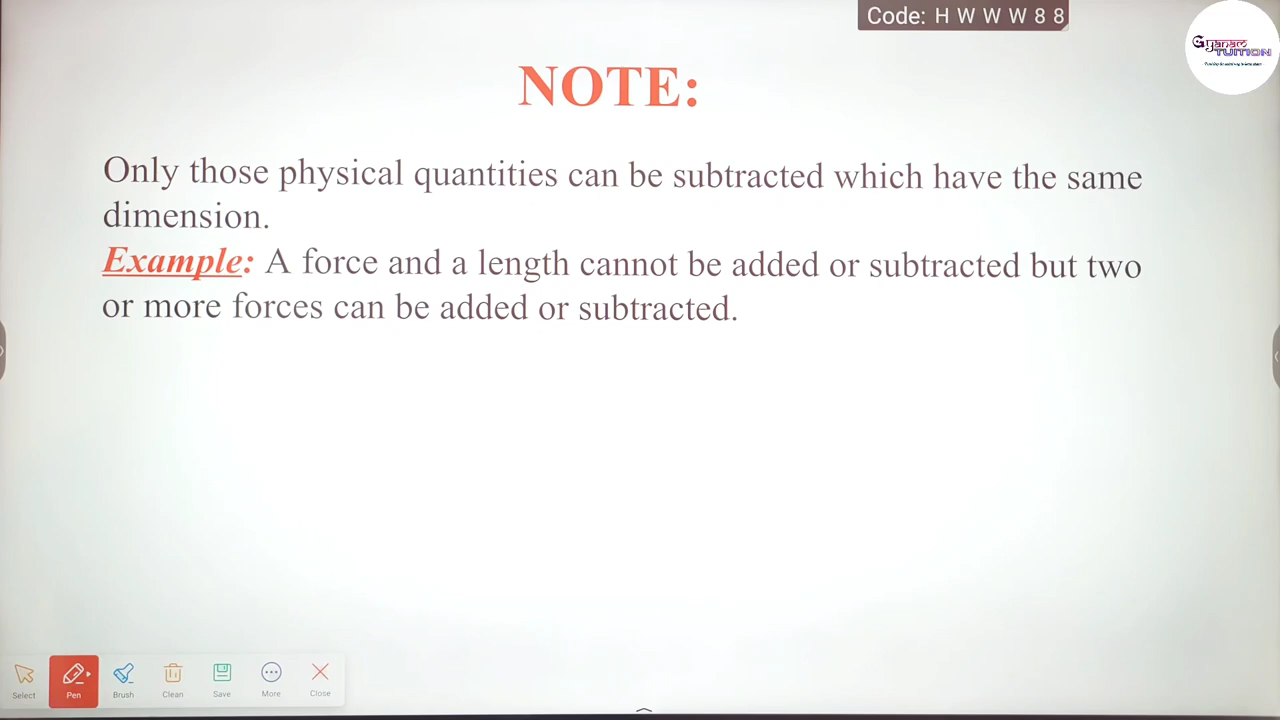 Code: H W W W 8 8
Gyanam
TUITION
NOTE:
Only those physical quantities can be subtracted which have the same
dimension.
Example: A force and a length cannot be added or subtracted but two
or more forces can be added or subtracted.
Select
Pen
Brush
Clean
Save
More
Close